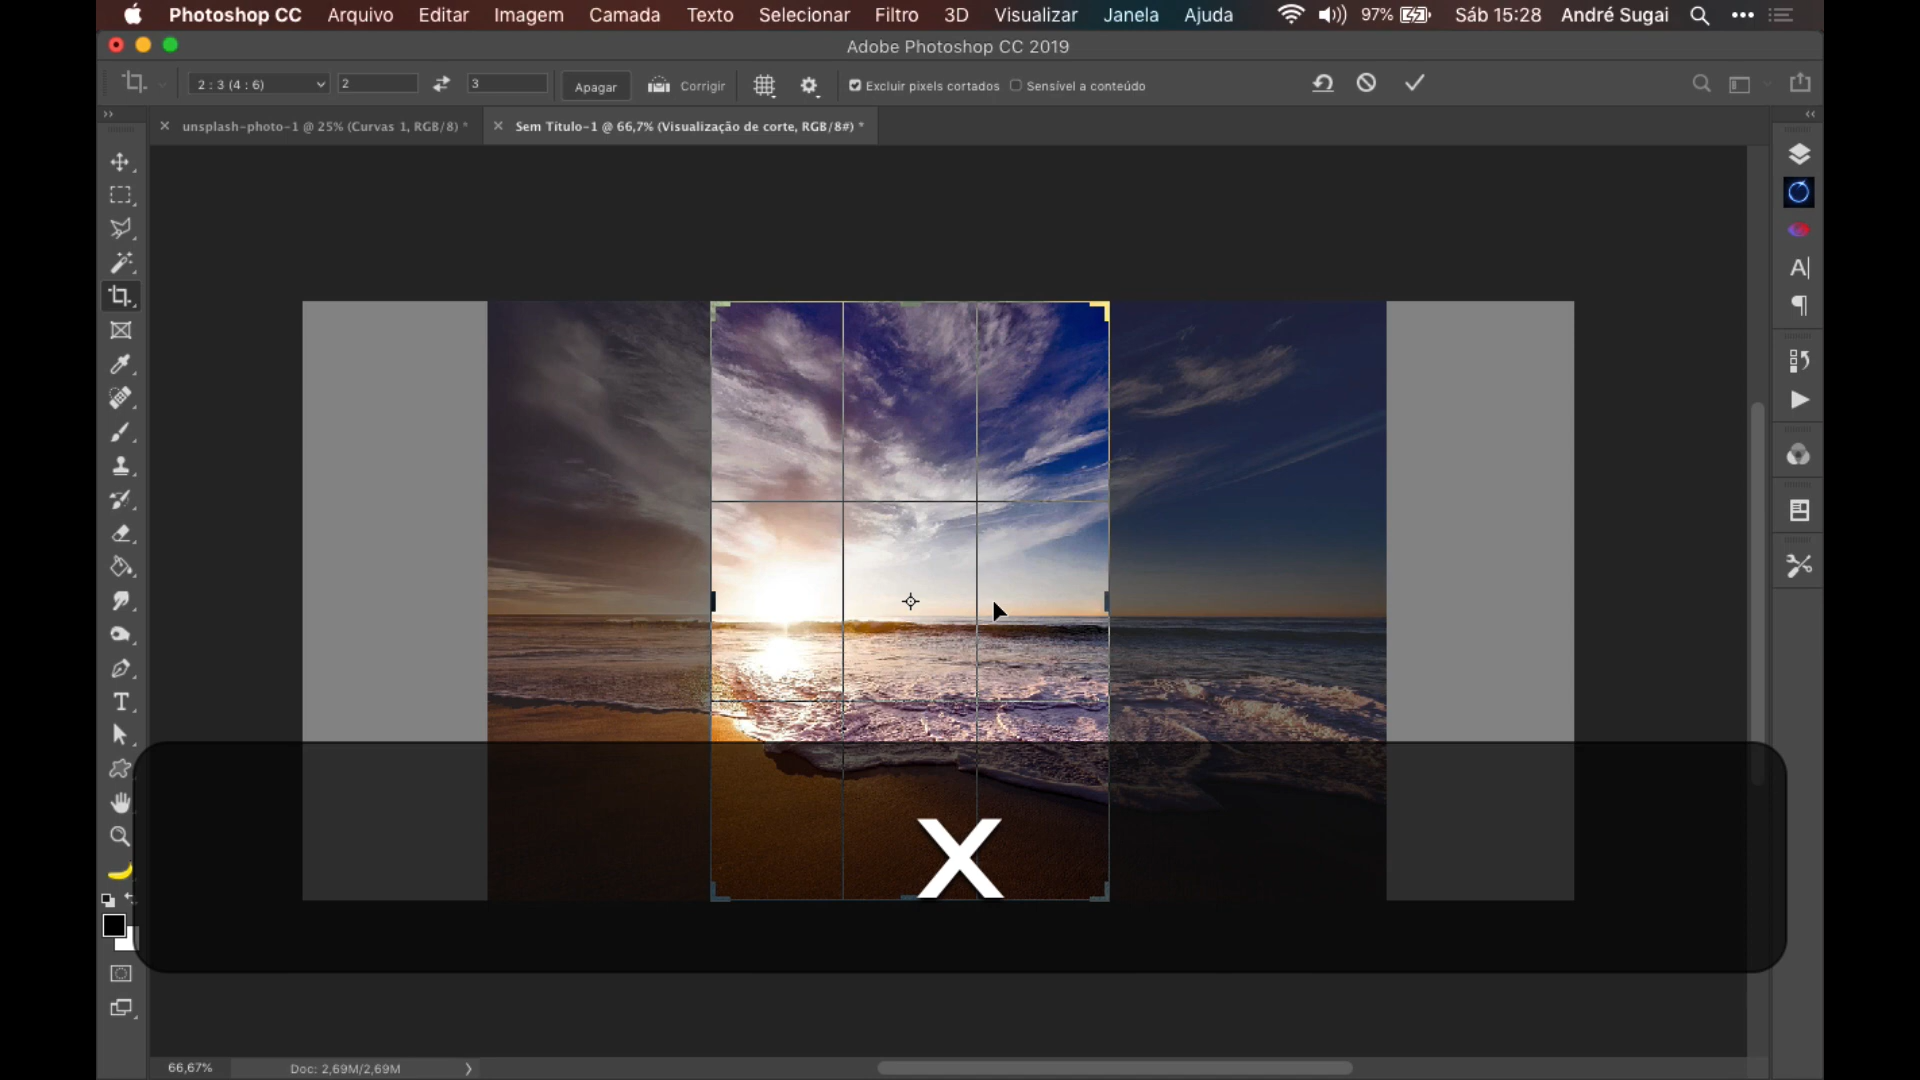 Photoshop CC Arquivo Editar Imagem Camada Texto Selecionar Filtro 3D Visualizar Janela Ajuda 97% Sáb 15:28 André Sugai
Adobe Photoshop CC 2019
2 : 3 (4 : 6) 2 3 Apagar Corrigir Excluir pixels cortados Sensível a conteúdo
unsplash-photo-1 @ 25% (Curvas 1, RGB/8) * Sem Título-1 @ 66,7% (Visualização de corte, RGB/8#) *
X
66,67% Doc: 2,69M/2,69M